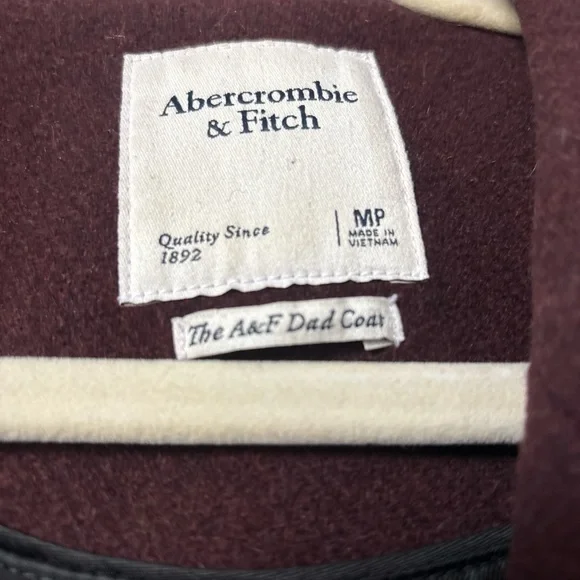 Abercrombie
& Fitch
Quality Since
1892
MP
MADE IN
VIETNAM
The A&F Dad Coat